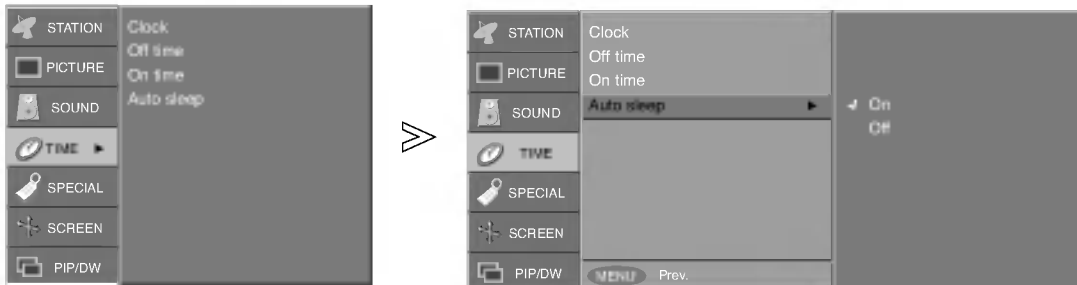 STATION
PICTURE
SOUND
TIME
SPECIAL
SCREEN
PIP/DW
Clock
Off time
On time
Auto sleep
STATION
PICTURE
SOUND
TIME
SPECIAL
SCREEN
PIP/DW
Clock
Off time
On time
Auto sleep
On
Off
MENU Prev.